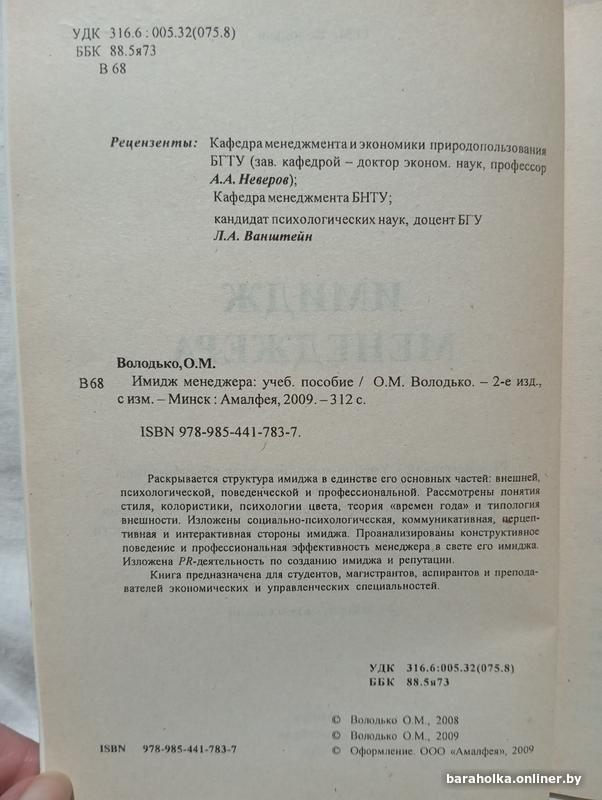 УДК 316.6 : 005.32(075.8)
ББК 88.5я73
В 68
Рецензенты: Кафедра менеджмента и экономики природопользования
БГТУ (зав. кафедрой – доктор эконом. наук, профессор
А.А. Неверов);
Кафедра менеджмента БНТУ;
кандидат психологических наук, доцент БГУ
Л.А. Ванштейн
ИМИДЖ
МЕНЕДЖЕРА
Володько, О.М.
В68 Имидж менеджера: учеб. пособие / О.М. Володько. – 2-е изд.,
с изм. – Минск : Амалфея, 2009. – 312 с.
ISBN 978-985-441-783-7.
Раскрывается структура имиджа в единстве его основных частей: внешней,
психологической, поведенческой и профессиональной. Рассмотрены понятия
стиля, колористики, психологии цвета, теория «времен года» и типология
внешности. Изложены социально-психологическая, коммуникативная, перцеп-
тивная и интерактивная стороны имиджа. Проанализированы конструктивное
поведение и профессиональная эффективность менеджера в свете его имиджа.
Изложена PR-деятельность по созданию имиджа и репутации.
Книга предназначена для студентов, магистрантов, аспирантов и препода-
вателей экономических и управленческих специальностей.
УДК 316.6:005.32(075.8)
ББК 88.5я73
© Володько О.М., 2008
© Володько О.М., 2009
ISBN 978-985-441-783-7 © Оформление. ООО «Амалфея», 2009
baraholka.onliner.by